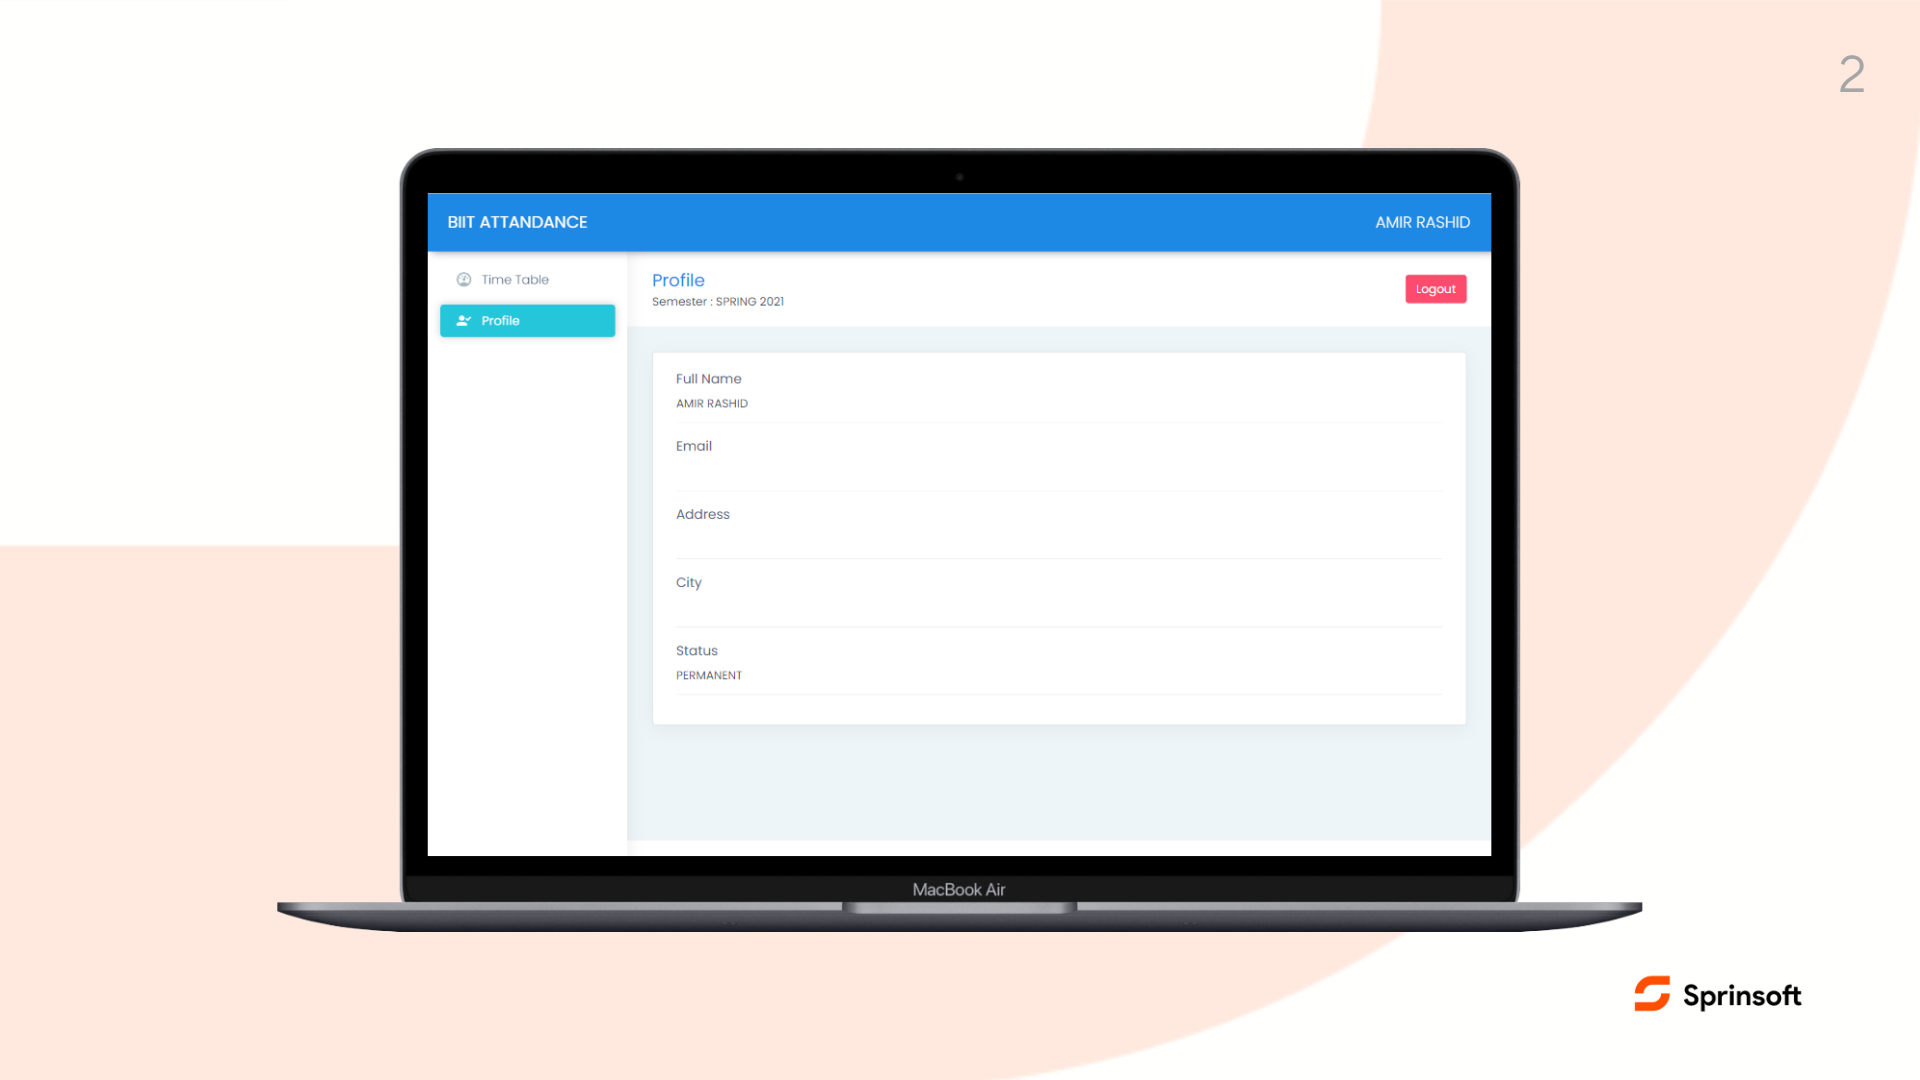 2
BIIT ATTANDANCE
AMIR RASHID
Time Table
Profile
Profile
Semester : SPRING 2021
Logout
Full Name
AMIR RASHID
Email
Address
City
Status
PERMANENT
MacBook Air
Sprinsoft